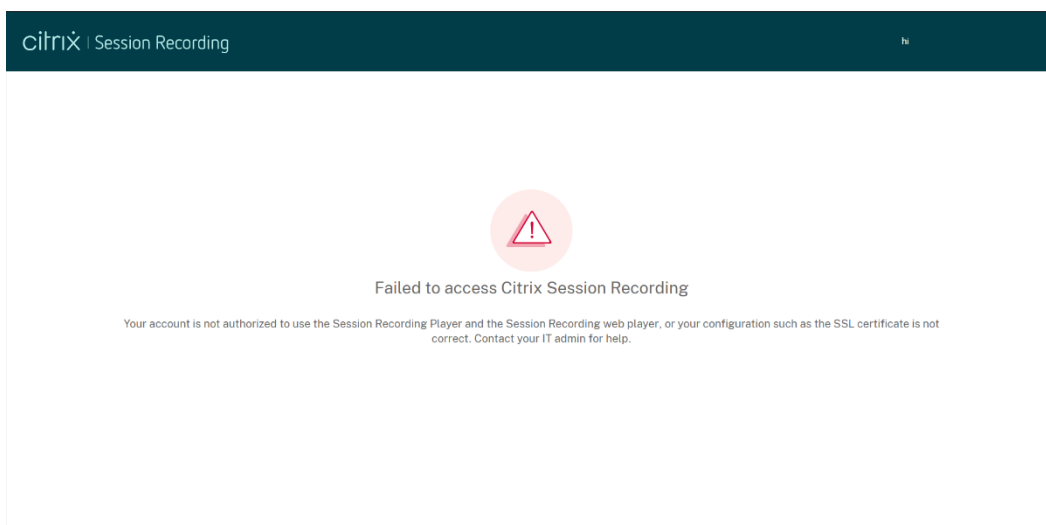 citrix | Session Recording
hi
Failed to access Citrix Session Recording
Your account is not authorized to use the Session Recording Player and the Session Recording web player, or your configuration such as the SSL certificate is not
correct. Contact your IT admin for help.